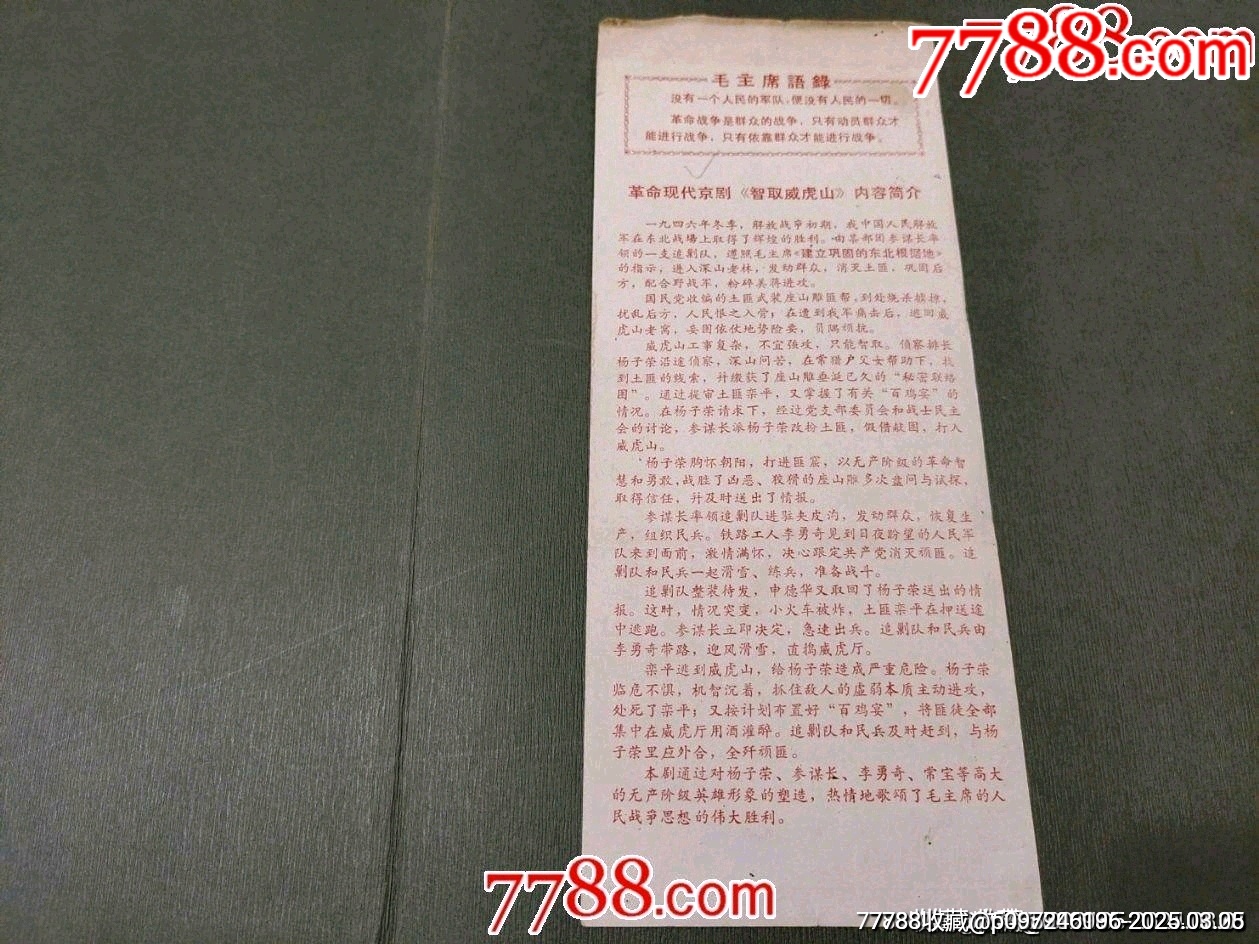 7788.com
毛主席語錄
没有一个人民的军队,便没有人民的一切。
革命战争是群众的战争,只有动员群众才
能进行战争,只有依靠群众才能进行战争。
革命现代京剧《智取威虎山》内容简介
一九四六年冬季,解放战争初期,我中国人民解放
军在东北战場上取得了辉煌的胜利。由某部团参谋长率
领的一支追剿队,遵照毛主席《建立巩固的东北根据地》
的指示,进入深山老林,发动群众,消灭土匪,巩固后
方,配合野战军,粉碎美蒋进攻。
国民党收编的土匪武装座山雕匪帮,到处烧杀掳掠,
扰乱后方,人民恨之入骨;在遭到我军痛击后,逃回威
虎山老窝,妄图依仗地势险要,负隅顽抗。
威虎山工事复杂,不宜强攻,只能智取。侦察排长
杨子荣沿途侦察,深山问苦,在常猎户父女帮助下,找
到土匪的线索,并缴获了座山雕垂涎已久的“秘密联络
图”。通过提审土匪栾平,又掌握了有关“百鸡宴”的
情况。在杨子荣请求下,经过党支部委员会和战士民主
会的讨论,参谋长派杨子荣改扮土匪,假借献图,打入
威虎山。
杨子荣胸怀朝阳,打进匪窟,以无产阶级的革命智
慧和勇敢,战胜了凶恶、狡猾的座山雕多次盘问与试探,
取得信任,并及时送出了情报。
参谋长率领追剿队进驻夹皮沟,发动群众,恢复生
产,组织民兵。铁路工人李勇奇见到日夜盼望的人民军
队来到面前,激情满怀,决心跟定共产党消灭顽匪。追
剿队和民兵一起滑雪、练兵,准备战斗。
追剿队整装待发,申德华又取回了杨子荣送出的情
报。这时,情况突变,小火车被炸,土匪栾平在押送途
中逃跑。参谋长立即决定,急速出兵。追剿队和民兵由
李勇奇带路,迎风滑雪,直捣威虎厅。
栾平逃到威虎山,给杨子荣造成严重危险。杨子荣
临危不惧,机智沉着,抓住敌人的虚弱本质主动进攻,
处死了栾平;又按计划布置好“百鸡宴”,将匪徒全部
集中在威虎厅用酒灌醉。追剿队和民兵及时赶到,与杨
子荣里应外合,全歼顽匪。
本剧通过对杨子荣、参谋长、李勇奇、常宝等高大
的无产阶级英雄形象的塑造,热情地歌颂了毛主席的人
民战争思想的伟大胜利。
7788.com